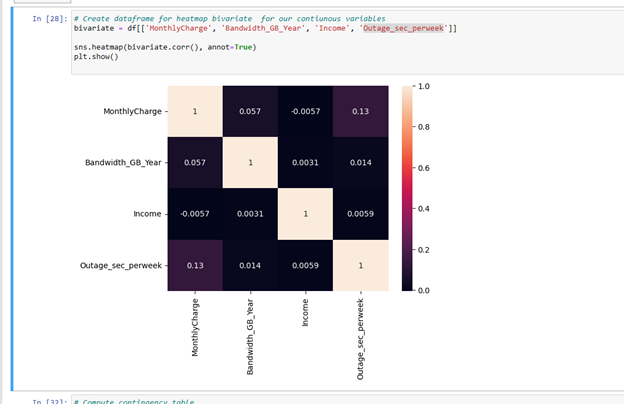 In [28]:
# Create dataframe for heatmap bivariate  for our contiunous variables
bivariate = df[['MonthlyCharge', 'Bandwidth_GB_Year', 'Income', 'Outage_sec_perweek']]
sns.heatmap(bivariate.corr(), annot=True)
plt.show()
MonthlyCharge
1 0.057 -0.0057 0.13
Bandwidth_GB_Year
0.057 1 0.0031 0.014
Income
-0.0057 0.0031 1 0.0059
Outage_sec_perweek
0.13 0.014 0.0059 1
MonthlyCharge
Bandwidth_GB_Year
Income
Outage_sec_perweek
1.0
0.8
0.6
0.4
0.2
0.0
In [32]:
# Compute contingency table